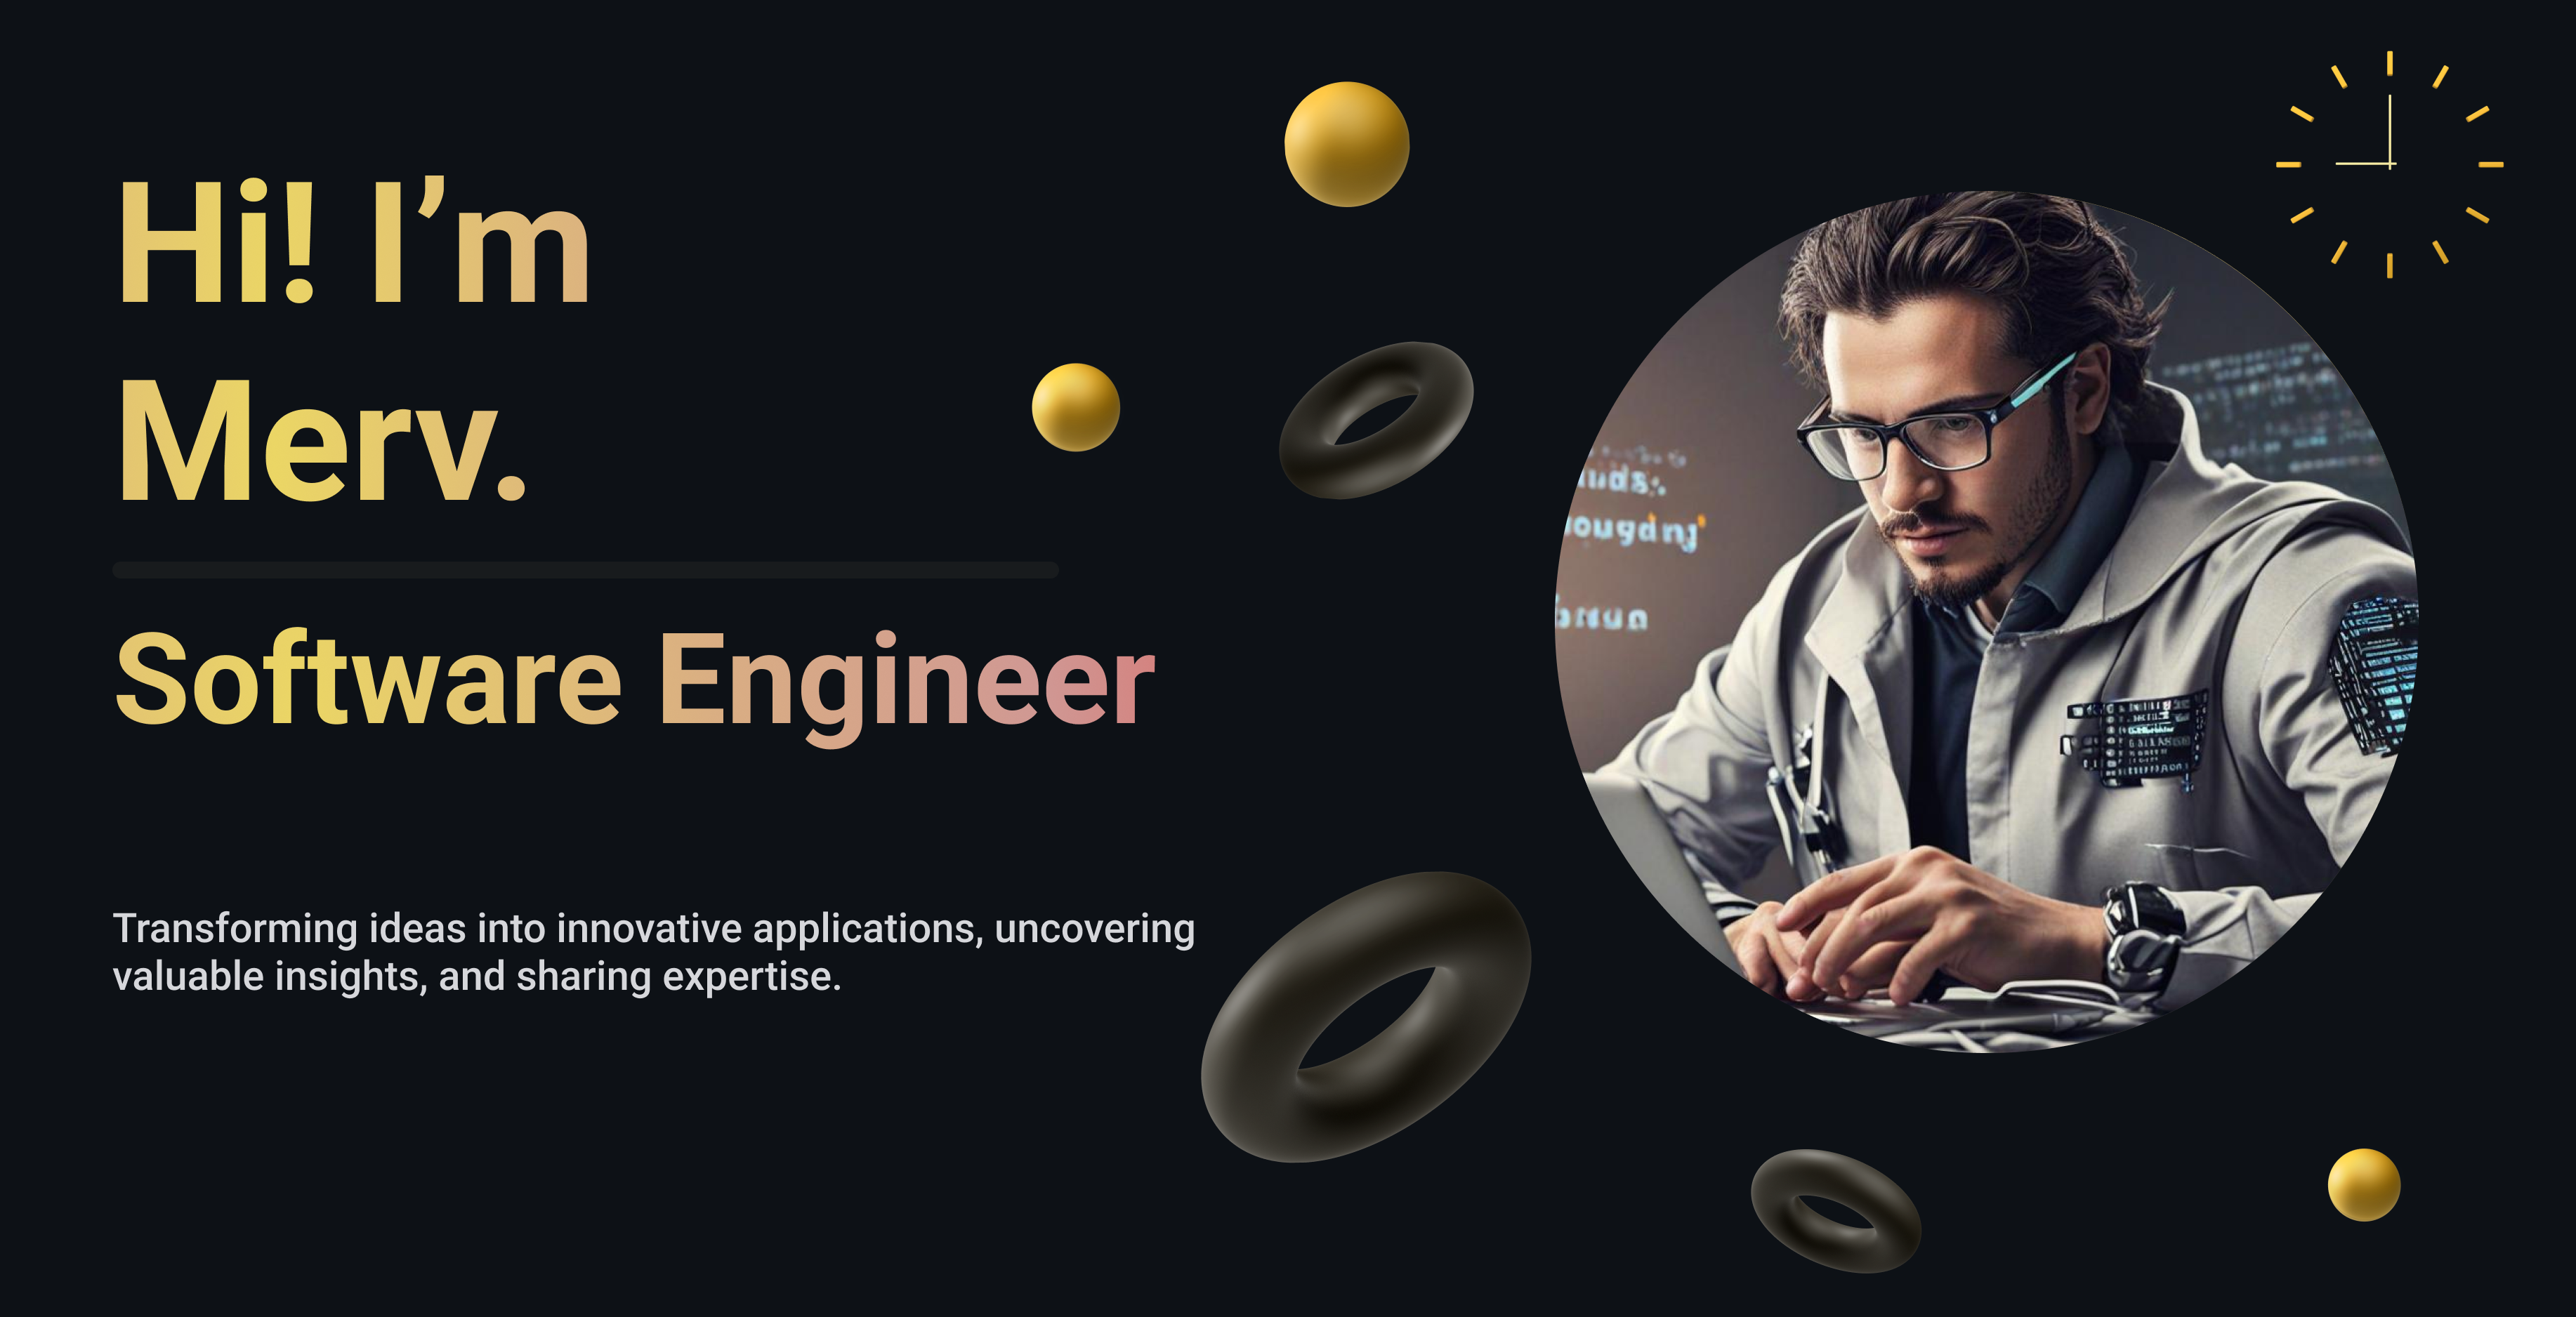 Hi! I’m
Merv.
Software Engineer
Transforming ideas into innovative applications, uncovering
valuable insights, and sharing expertise.